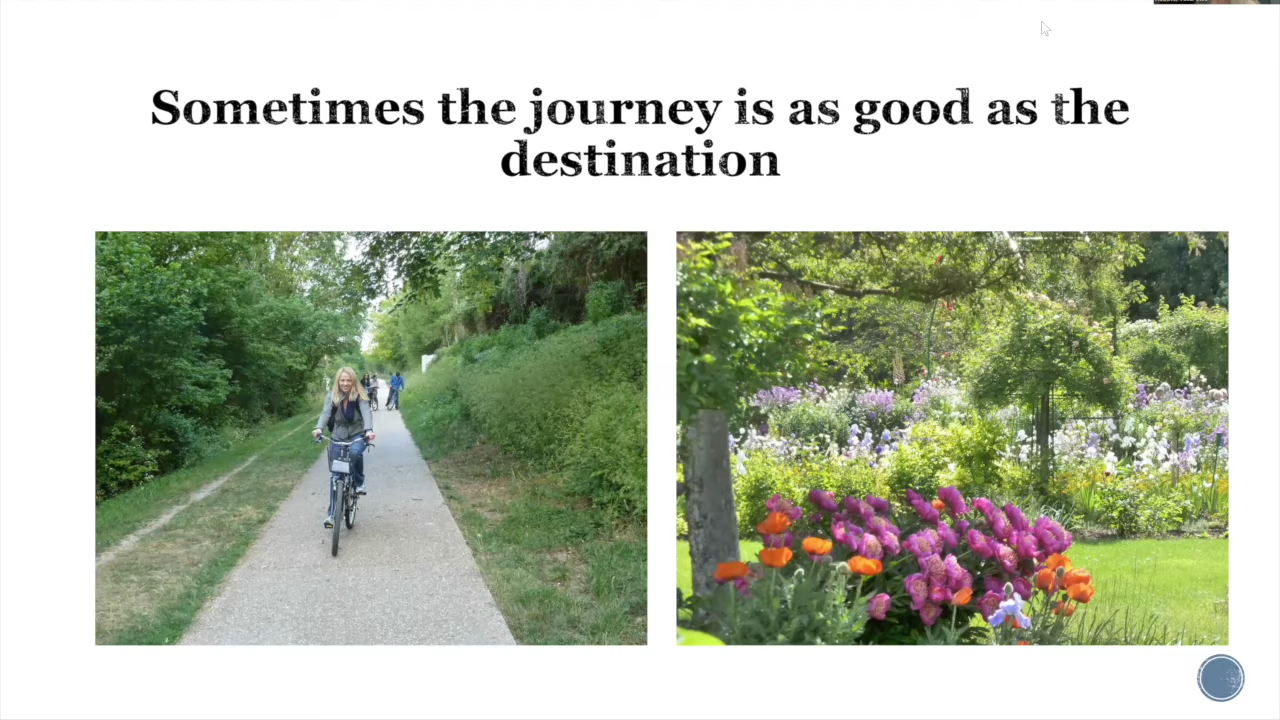 Sometimes the journey is as good as the
destination